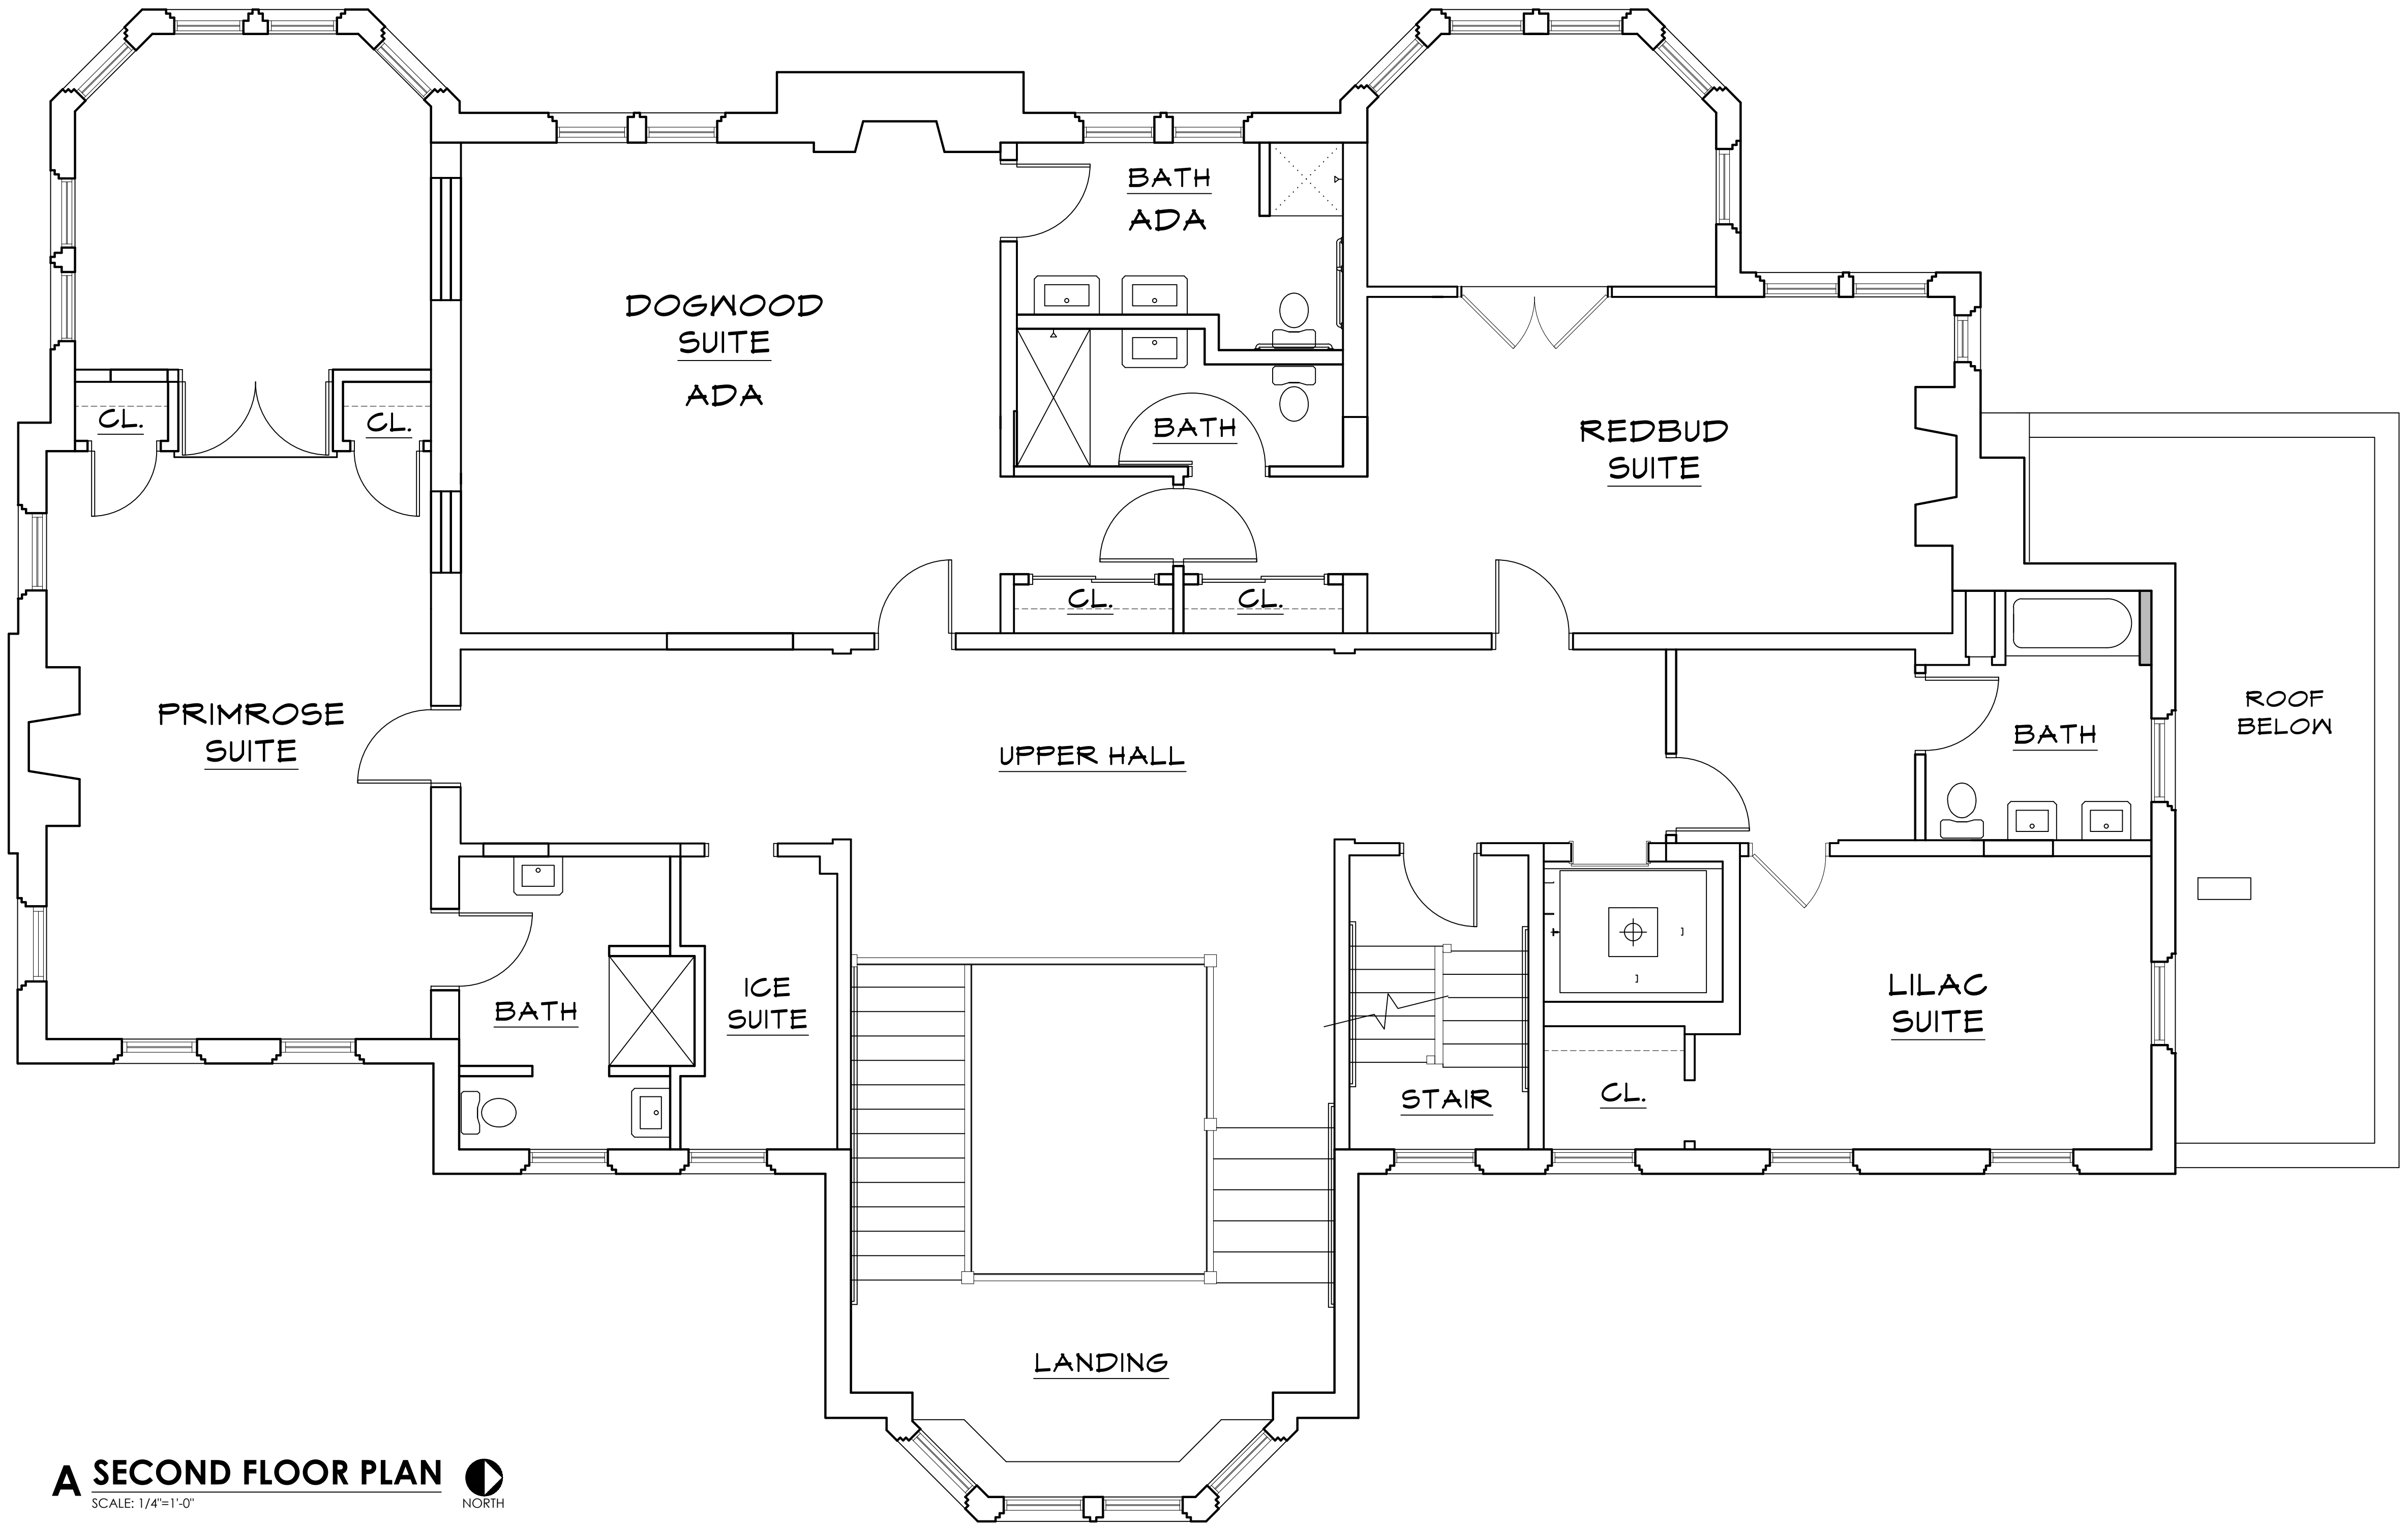 BATH
ADA
DOGWOOD
SUITE
ADA
CL.
CL.
BATH
REDBUD
SUITE
CL.
CL.
PRIMROSE
SUITE
UPPER HALL
BATH
ROOF
BELOW
BATH
ICE
SUITE
STAIR
CL.
LILAC
SUITE
LANDING
A SECOND FLOOR PLAN
SCALE: 1/4"=1'-0"
NORTH